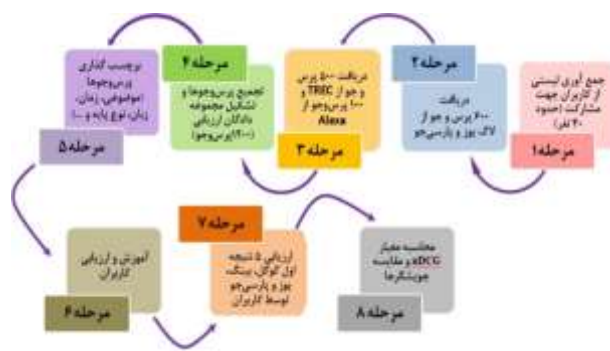 جمع آوری لیستی
از کاربران جهت
مشارکت (حدود
۴۰ نفر)
مرحله ۱
مرحله ۲
دریافت
۶۰۰ پرس و جو از
لاگ یوز و پارسی‌جو
دریافت ۵۰۰ پرس
و جو از TREC و
۱۰۰ پرس‌وجو از
Alexa
مرحله ۳
مرحله ۴
تجمیع پرس‌وجوها و
تشکیل مجموعه
دادگان ارزیابی
(۱۲۰۰ پرس‌وجو)
برچسب گذاری
پرس‌وجوها
(موضوعی، زمان،
زبان، نوع پایه و ...)
مرحله ۵
آموزش و ارزیابی
کاربران
مرحله ۶
مرحله ۷
ارزیابی ۵ نتیجه
اول گوگل، بینگ،
یوز و پارسی‌جو
توسط کاربران
محاسبه معیار
nDCG و مقایسه
جویشگرها
مرحله ۸